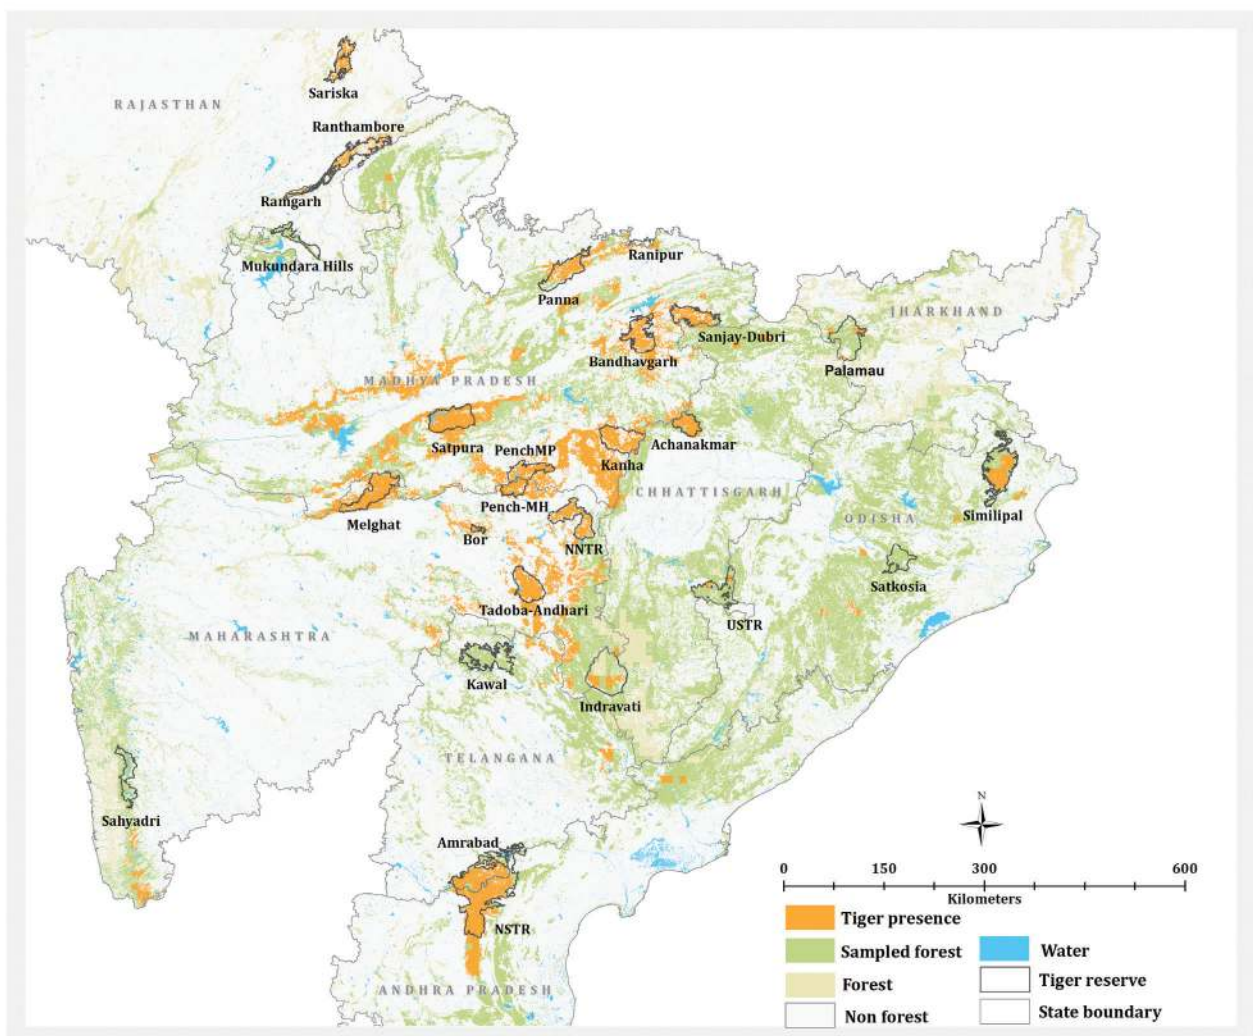 Sariska
RAJASTHAN
Ranthambore
Ramgarh
Mukundara Hills
Ranipur
Panna
JHARKHAND
Sanjay-Dubri
Bandhavgarh
Palamau
MADHYA PRADESH
Satpura
PenchMP
Achanakmar
Kanha
CHHATTISGARH
Pench-MH
Melghat
ODISHA
Similipal
Bor
NNTR
Satkosia
Tadoba-Andhari
USTR
MAHARASHTRA
Kawal
Indravati
TELANGANA
Sahyadri
N
Amrabad
0 150 300 600
Kilometers
NSTR
ANDHRA PRADESH
Tiger presence
Sampled forest
Forest
Non forest
Water
Tiger reserve
State boundary